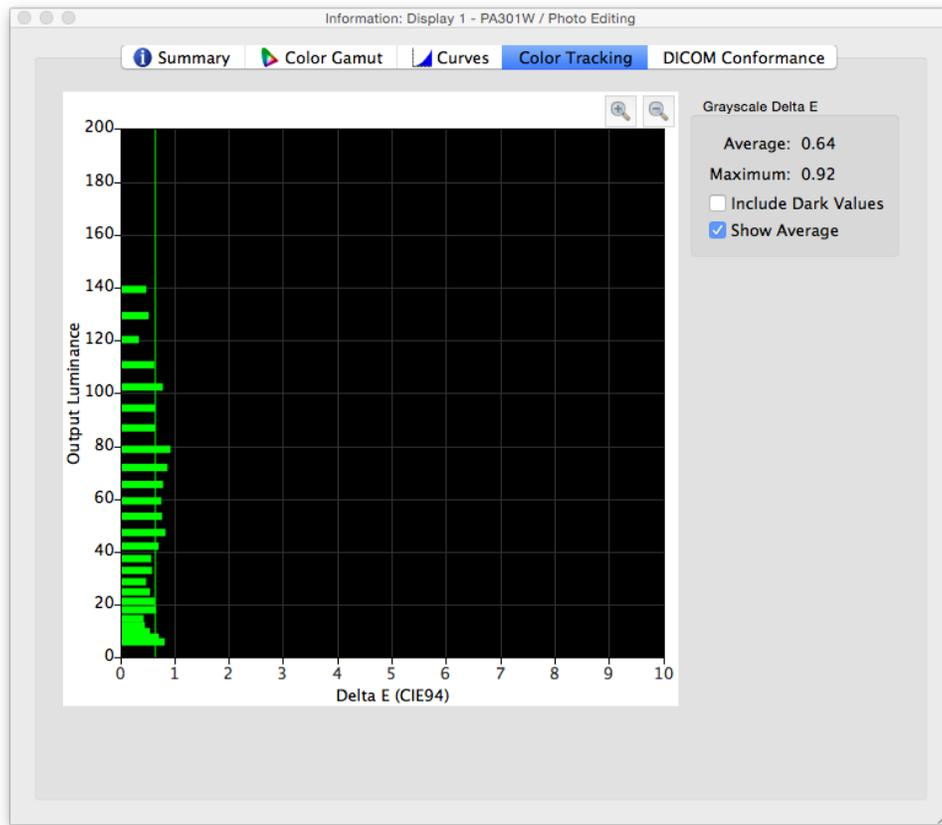 Information: Display 1 - PA301W / Photo Editing
Summary Color Gamut Curves Color Tracking DICOM Conformance
Grayscale Delta E
Average: 0.64
Maximum: 0.92
Include Dark Values
Show Average
200
180
160
140
120
100
80
60
40
20
0
Output Luminance
0 1 2 3 4 5 6 7 8 9 10
Delta E (CIE94)